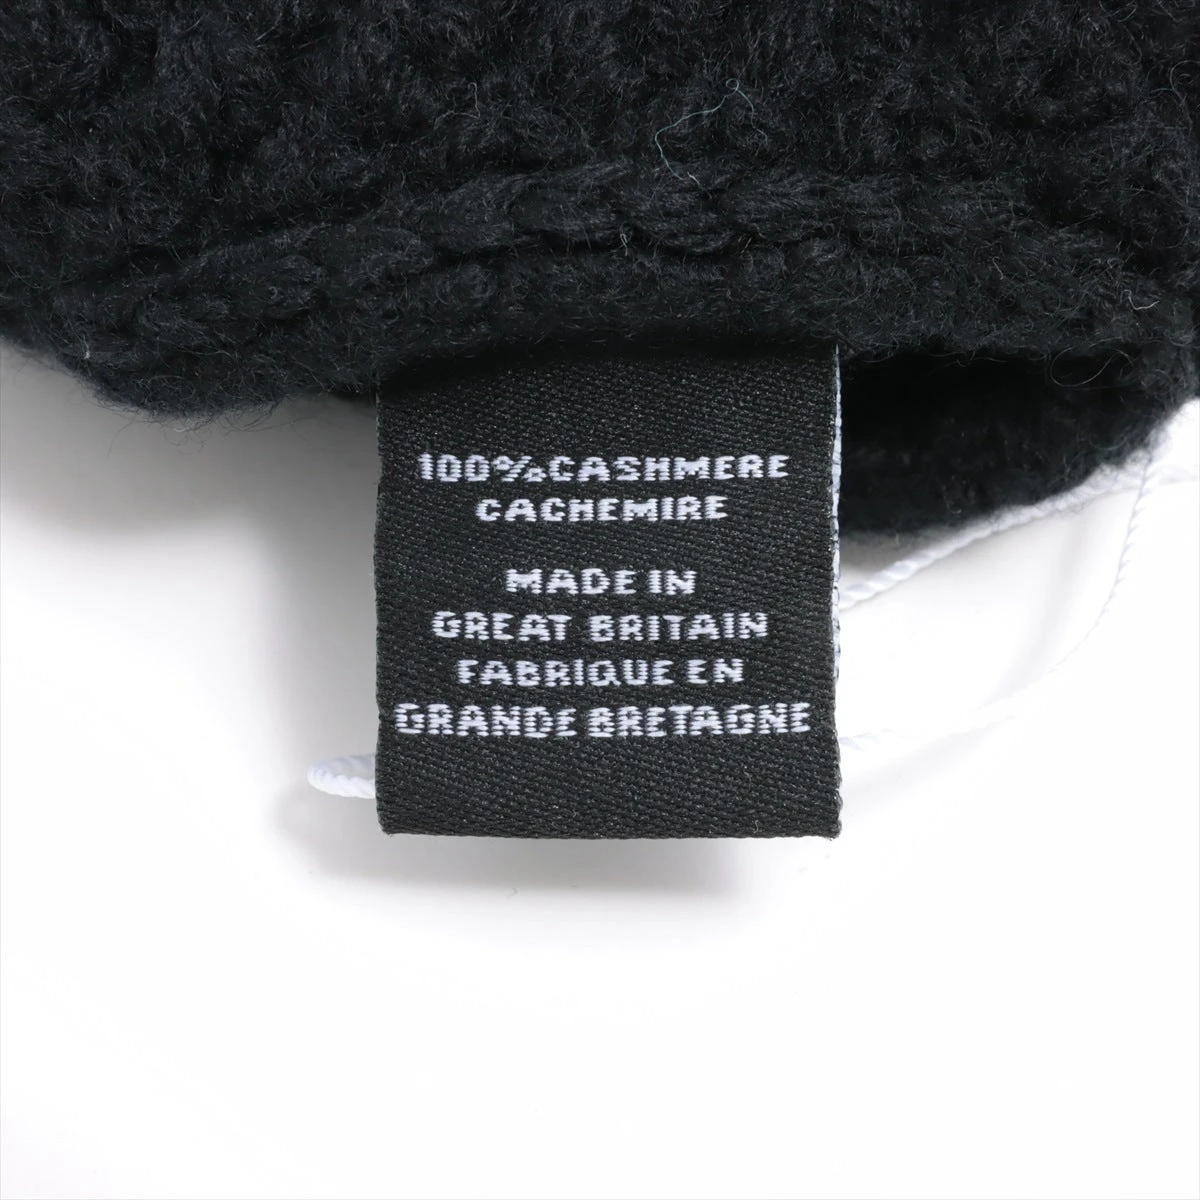 100%CASHMERE
CACHEMIRE
MADE IN
GREAT BRITAIN
FABRIQUE EN
GRANDE BRETAGNE